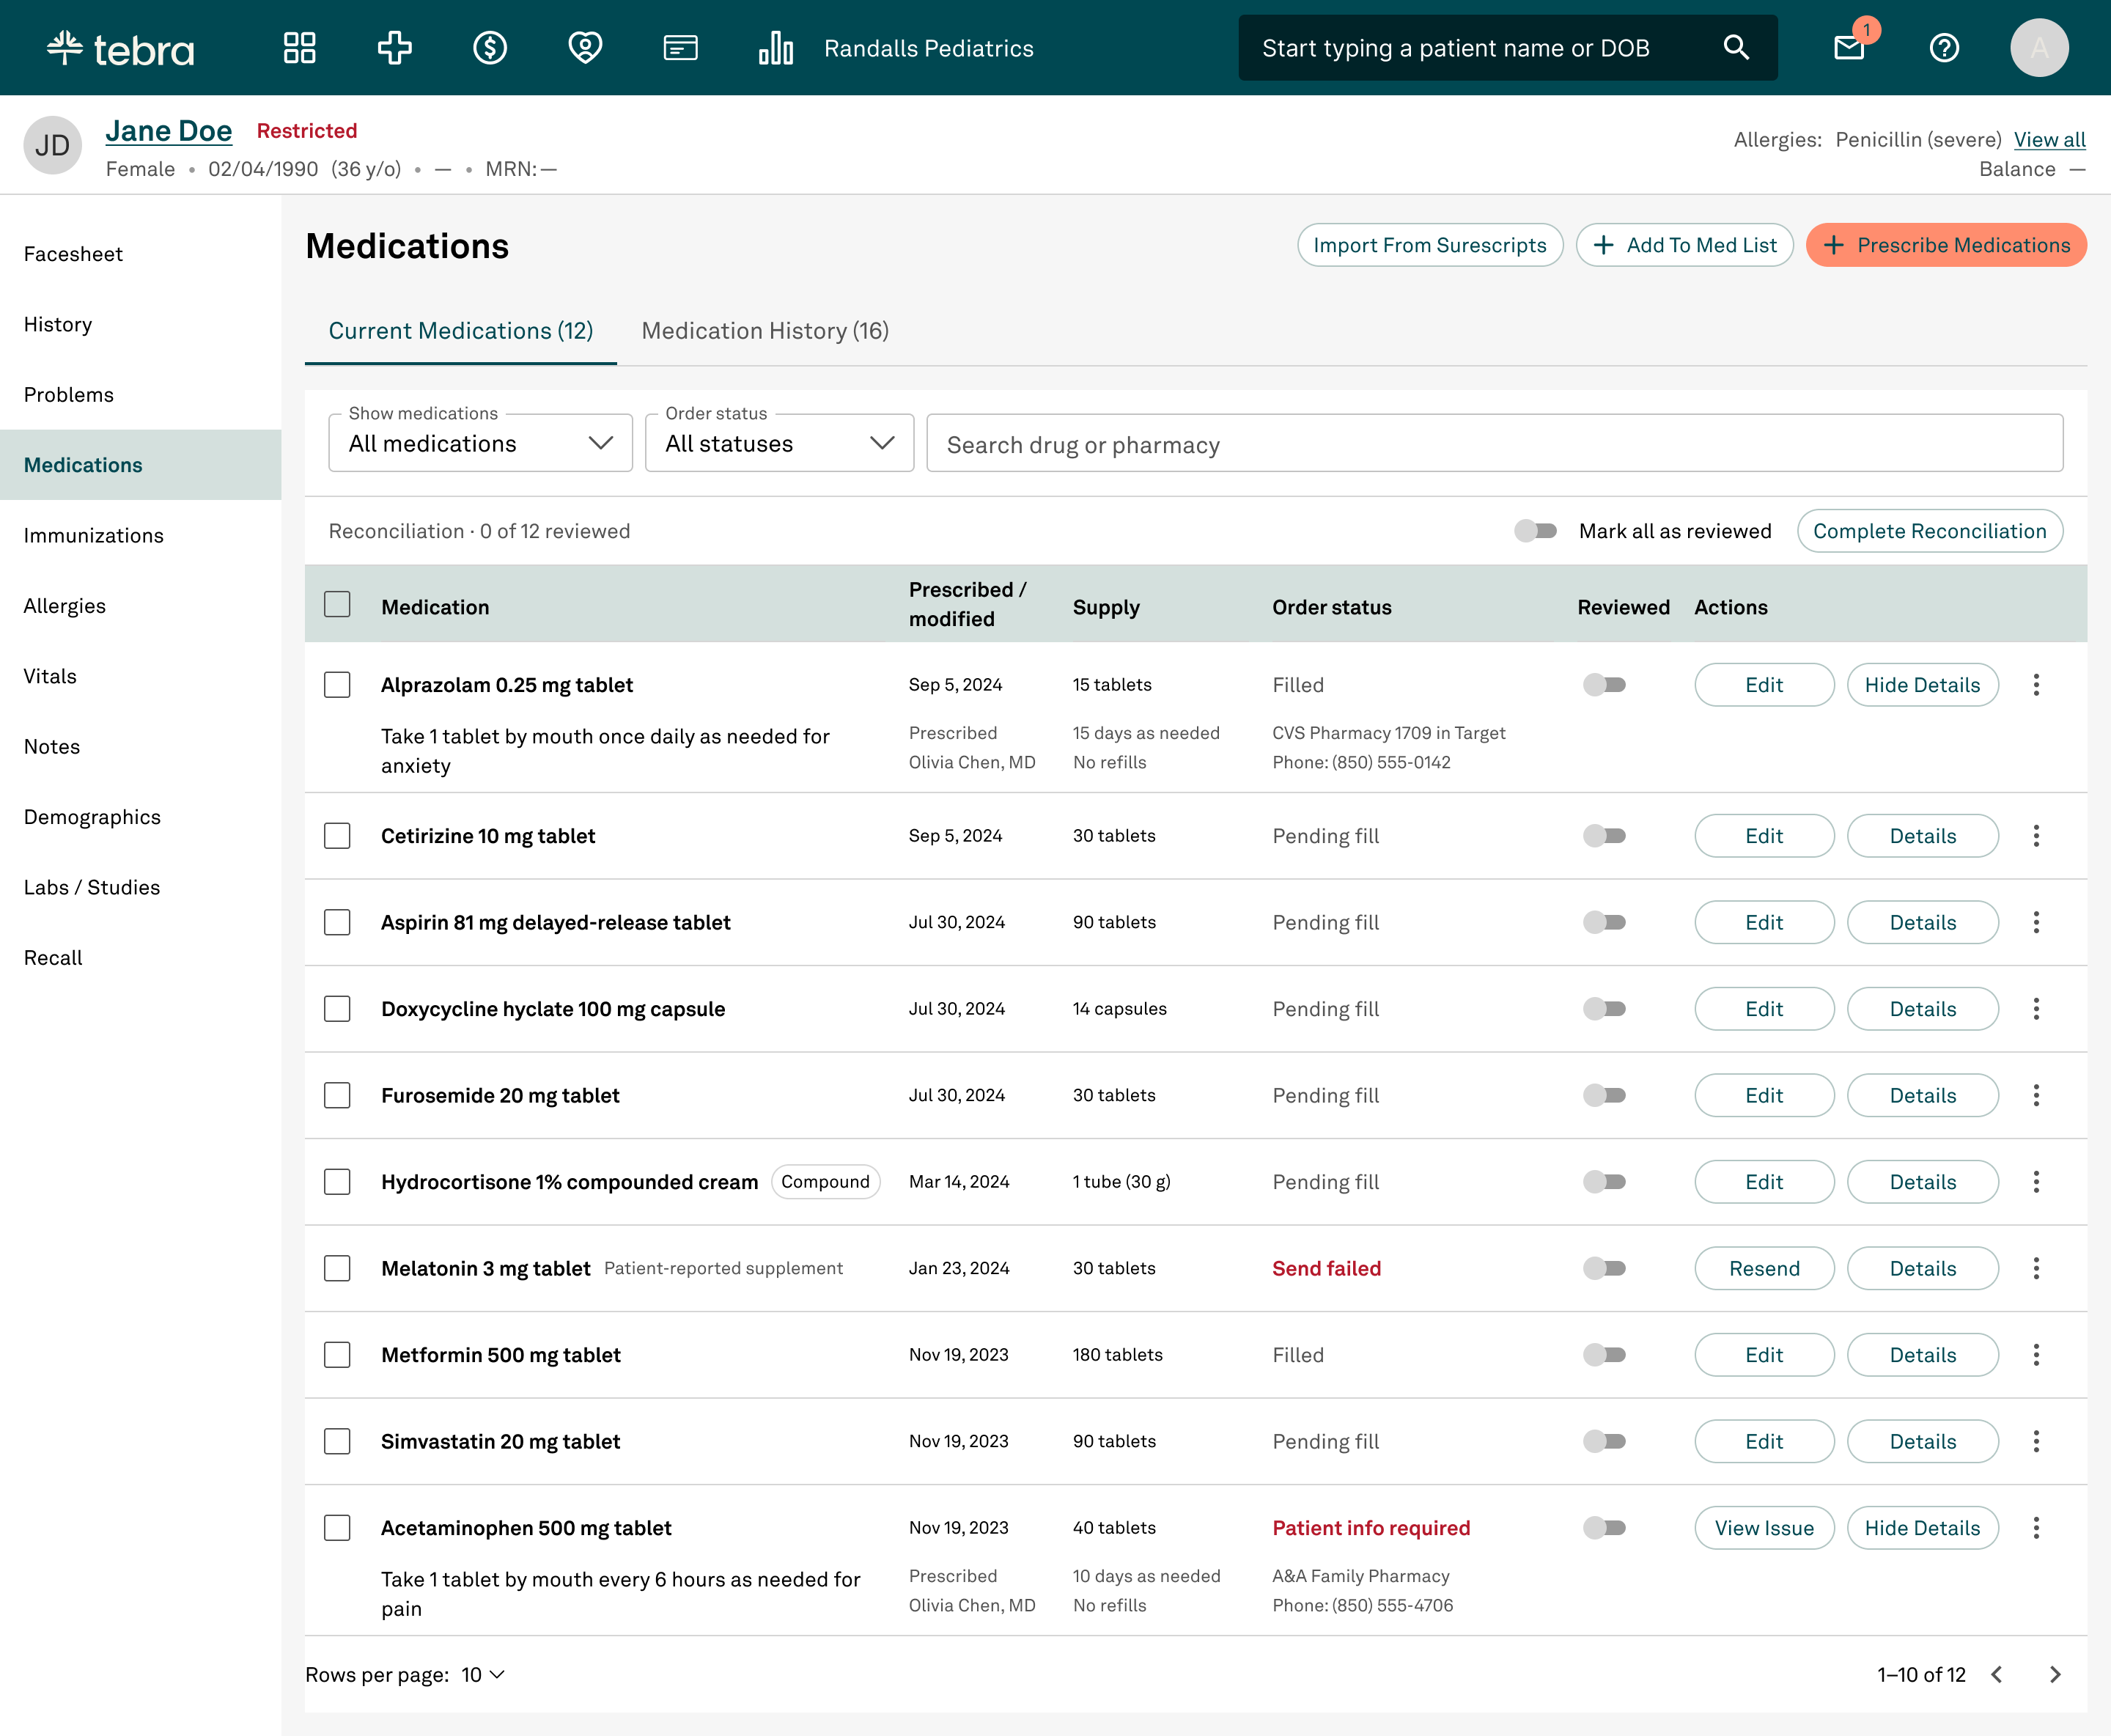 tebra
Randalls Pediatrics
Start typing a patient name or DOB
1
A
JD
Jane Doe
Restricted
Female • 02/04/1990 (36 y/o) • — • MRN: —
Allergies: Penicillin (severe) View all
Balance —
Facesheet
History
Problems
Medications
Immunizations
Allergies
Vitals
Notes
Demographics
Labs / Studies
Recall
Medications
Import From Surescripts
+ Add To Med List
+ Prescribe Medications
Current Medications (12)
Medication History (16)
Show medications
All medications
Order status
All statuses
Search drug or pharmacy
Reconciliation · 0 of 12 reviewed
Mark all as reviewed
Complete Reconciliation
Medication
Prescribed /
modified
Supply
Order status
Reviewed
Actions
Alprazolam 0.25 mg tablet
Sep 5, 2024
15 tablets
Filled
Edit
Hide Details
Take 1 tablet by mouth once daily as needed for
anxiety
Prescribed
Olivia Chen, MD
15 days as needed
No refills
CVS Pharmacy 1709 in Target
Phone: (850) 555-0142
Cetirizine 10 mg tablet
Sep 5, 2024
30 tablets
Pending fill
Edit
Details
Aspirin 81 mg delayed-release tablet
Jul 30, 2024
90 tablets
Pending fill
Edit
Details
Doxycycline hyclate 100 mg capsule
Jul 30, 2024
14 capsules
Pending fill
Edit
Details
Furosemide 20 mg tablet
Jul 30, 2024
30 tablets
Pending fill
Edit
Details
Hydrocortisone 1% compounded cream
Compound
Mar 14, 2024
1 tube (30 g)
Pending fill
Edit
Details
Melatonin 3 mg tablet
Patient-reported supplement
Jan 23, 2024
30 tablets
Send failed
Resend
Details
Metformin 500 mg tablet
Nov 19, 2023
180 tablets
Filled
Edit
Details
Simvastatin 20 mg tablet
Nov 19, 2023
90 tablets
Pending fill
Edit
Details
Acetaminophen 500 mg tablet
Nov 19, 2023
40 tablets
Patient info required
View Issue
Hide Details
Take 1 tablet by mouth every 6 hours as needed for
pain
Prescribed
Olivia Chen, MD
10 days as needed
No refills
A&A Family Pharmacy
Phone: (850) 555-4706
Rows per page: 10
1–10 of 12